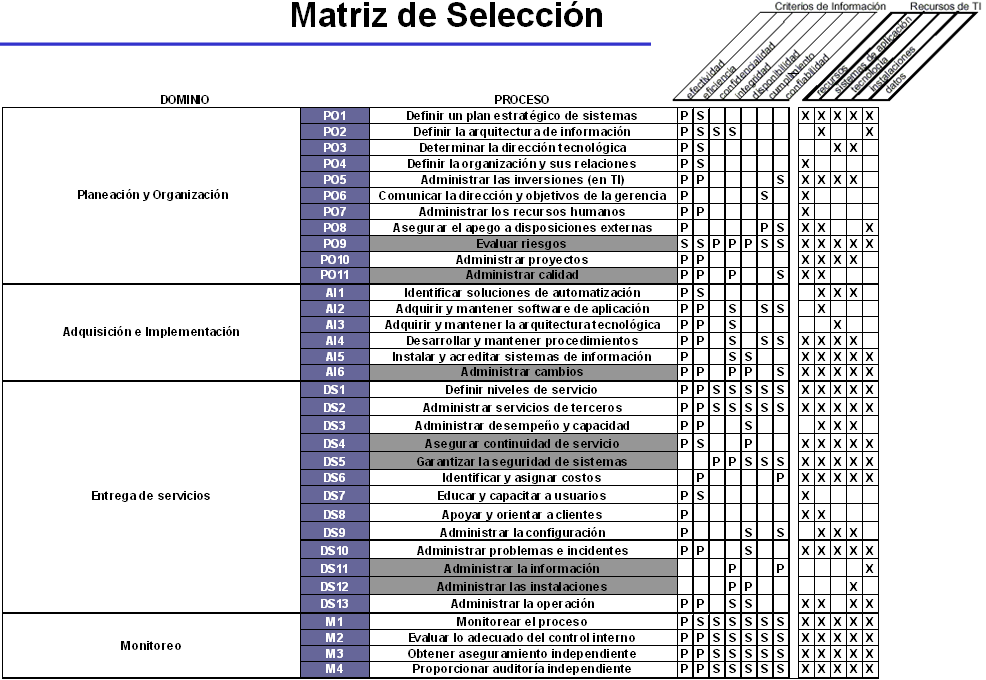 Matriz de Selección
Criterios de Información
Recursos de TI
efectividad
eficiencia
confidencialidad
integridad
disponibilidad
confiabilidad
recursos
sistemas de aplicación
tecnología
instalaciones
datos
DOMINIO PROCESO
PO1 Definir un plan estratégico de sistemas P S X X X X X
PO2 Definir la arquitectura de información P S S S X X
PO3 Determinar la dirección tecnológica P S X X
PO4 Definir la organización y sus relaciones P S X
PO5 Administrar las inversiones (en TI) P P S X X X X
Planeación y Organización PO6 Comunicar la dirección y objetivos de la gerencia P S X
PO7 Administrar los recursos humanos P P X
PO8 Asegurar el apego a disposiciones externas P P S X X X
PO9 Evaluar riesgos S S P P P S S X X X X X
PO10 Administrar proyectos P P X X X X
PO11 Administrar calidad P P P S X X
AI1 Identificar soluciones de automatización P S X X X
AI2 Adquirir y mantener software de aplicación P P S S S X
Adquisición e Implementación AI3 Adquirir y mantener la arquitectura tecnológica P P S X
AI4 Desarrollar y mantener procedimientos P P S S S X X X X
AI5 Instalar y acreditar sistemas de información P S S X X X X X
AI6 Administrar cambios P P P P S X X X X X
DS1 Definir niveles de servicio P P S S S S S X X X X X
DS2 Administrar servicios de terceros P P S S S S S X X X X X
DS3 Administrar desempeño y capacidad P P S X X X
DS4 Asegurar continuidad de servicio P S P X X X X X
DS5 Garantizar la seguridad de sistemas P P S S S X X X X X
DS6 Identificar y asignar costos P P X X X X X
Entrega de servicios DS7 Educar y capacitar a usuarios P S X
DS8 Apoyar y orientar a clientes P X X
DS9 Administrar la configuración P S S X X X
DS10 Administrar problemas e incidentes P P S X X X X X
DS11 Administrar la información P P X
DS12 Administrar las instalaciones P P X
DS13 Administrar la operación P P S S X X X X
M1 Monitorear el proceso P P S S S S S X X X X X
Monitoreo M2 Evaluar lo adecuado del control interno P P S S S S S X X X X X
M3 Obtener aseguramiento independiente P P S S S S S X X X X X
M4 Proporcionar auditoría independiente P P S S S S S X X X X X